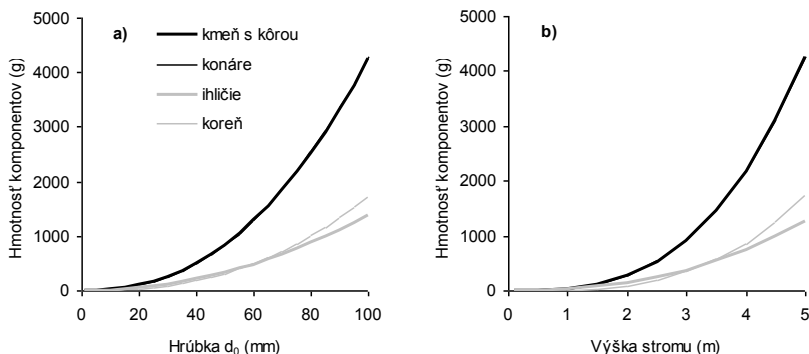 a)
kmeň s kôrou
konáre
ihličie
koreň
Hmotnosť komponentov (g)
5000
4000
3000
2000
1000
0
0 20 40 60 80 100
Hrúbka d0 (mm)
b)
Hmotnosť komponentov (g)
5000
4000
3000
2000
1000
0
0 1 2 3 4 5
Výška stromu (m)